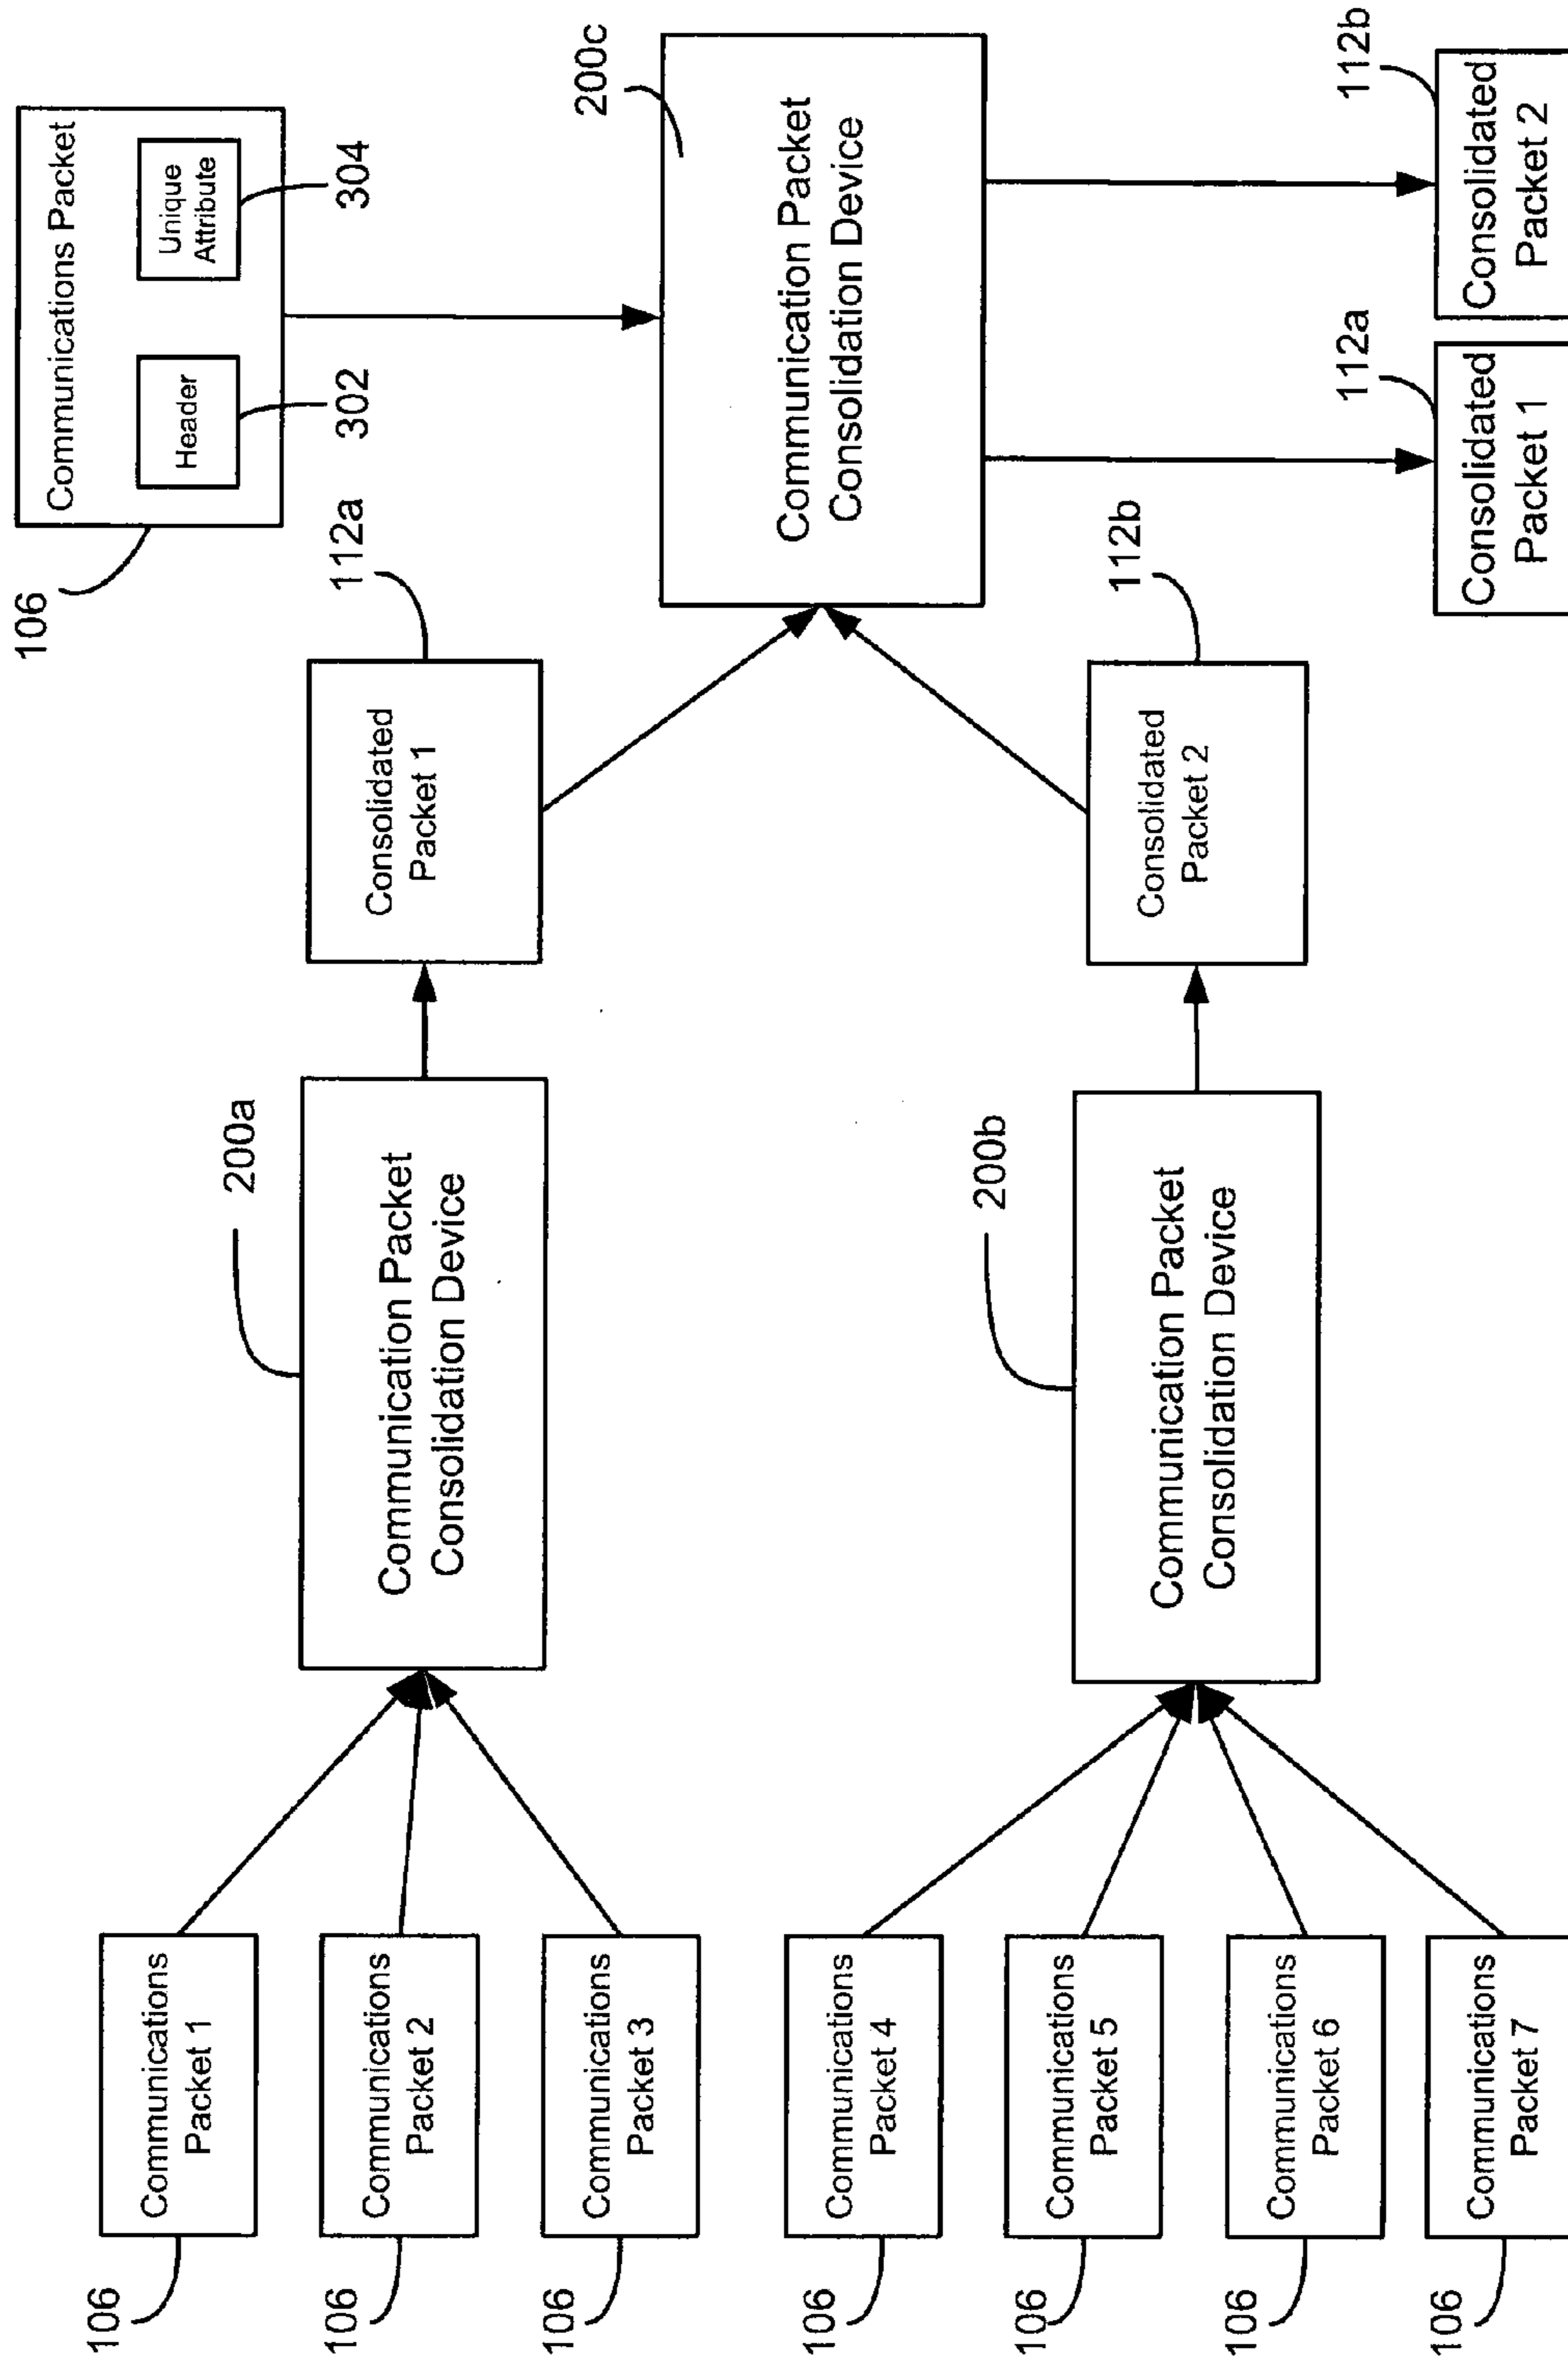 106
Communications
Packet 1
106
Communications
Packet 2
106
Communications
Packet 3
106
Communications
Packet 4
106
Communications
Packet 5
106
Communications
Packet 6
106
Communications
Packet 7
200a
Communication Packet
Consolidation Device
200b
Communication Packet
Consolidation Device
112a
Consolidated
Packet 1
112b
Consolidated
Packet 2
106
Communications Packet
Header
302
Unique
Attribute
304
200c
Communication Packet
Consolidation Device
112a
Consolidated
Packet 1
112b
Consolidated
Packet 2